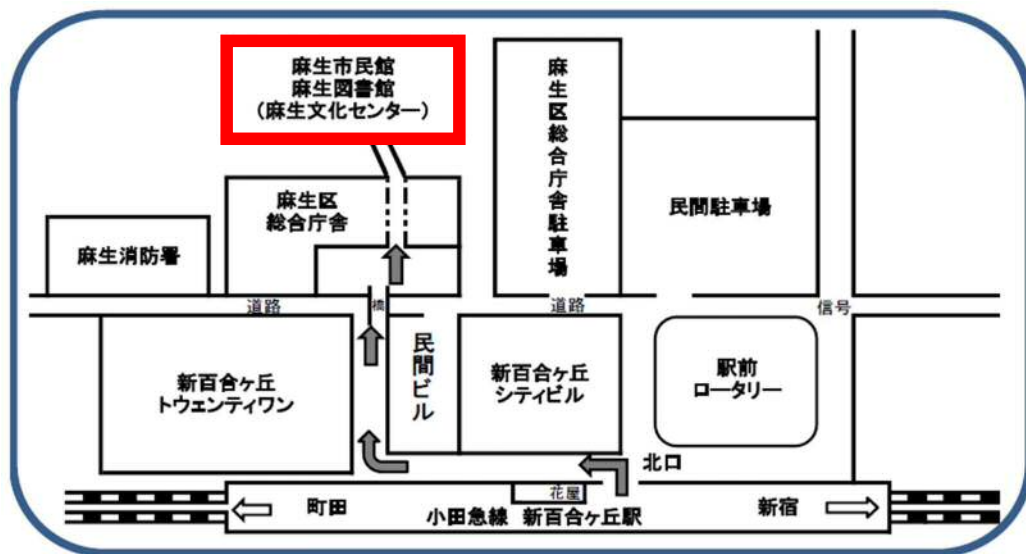 麻生市民館
麻生図書館
（麻生文化センター）
麻生区総合庁舎駐車場
民間駐車場
麻生区
総合庁舎
麻生消防署
道路
橋
道路
信号
新百合ヶ丘
トウェンティワン
民間ビル
新百合ヶ丘
シティビル
駅前
ロータリー
北口
花屋
町田
小田急線 新百合ヶ丘駅
新宿